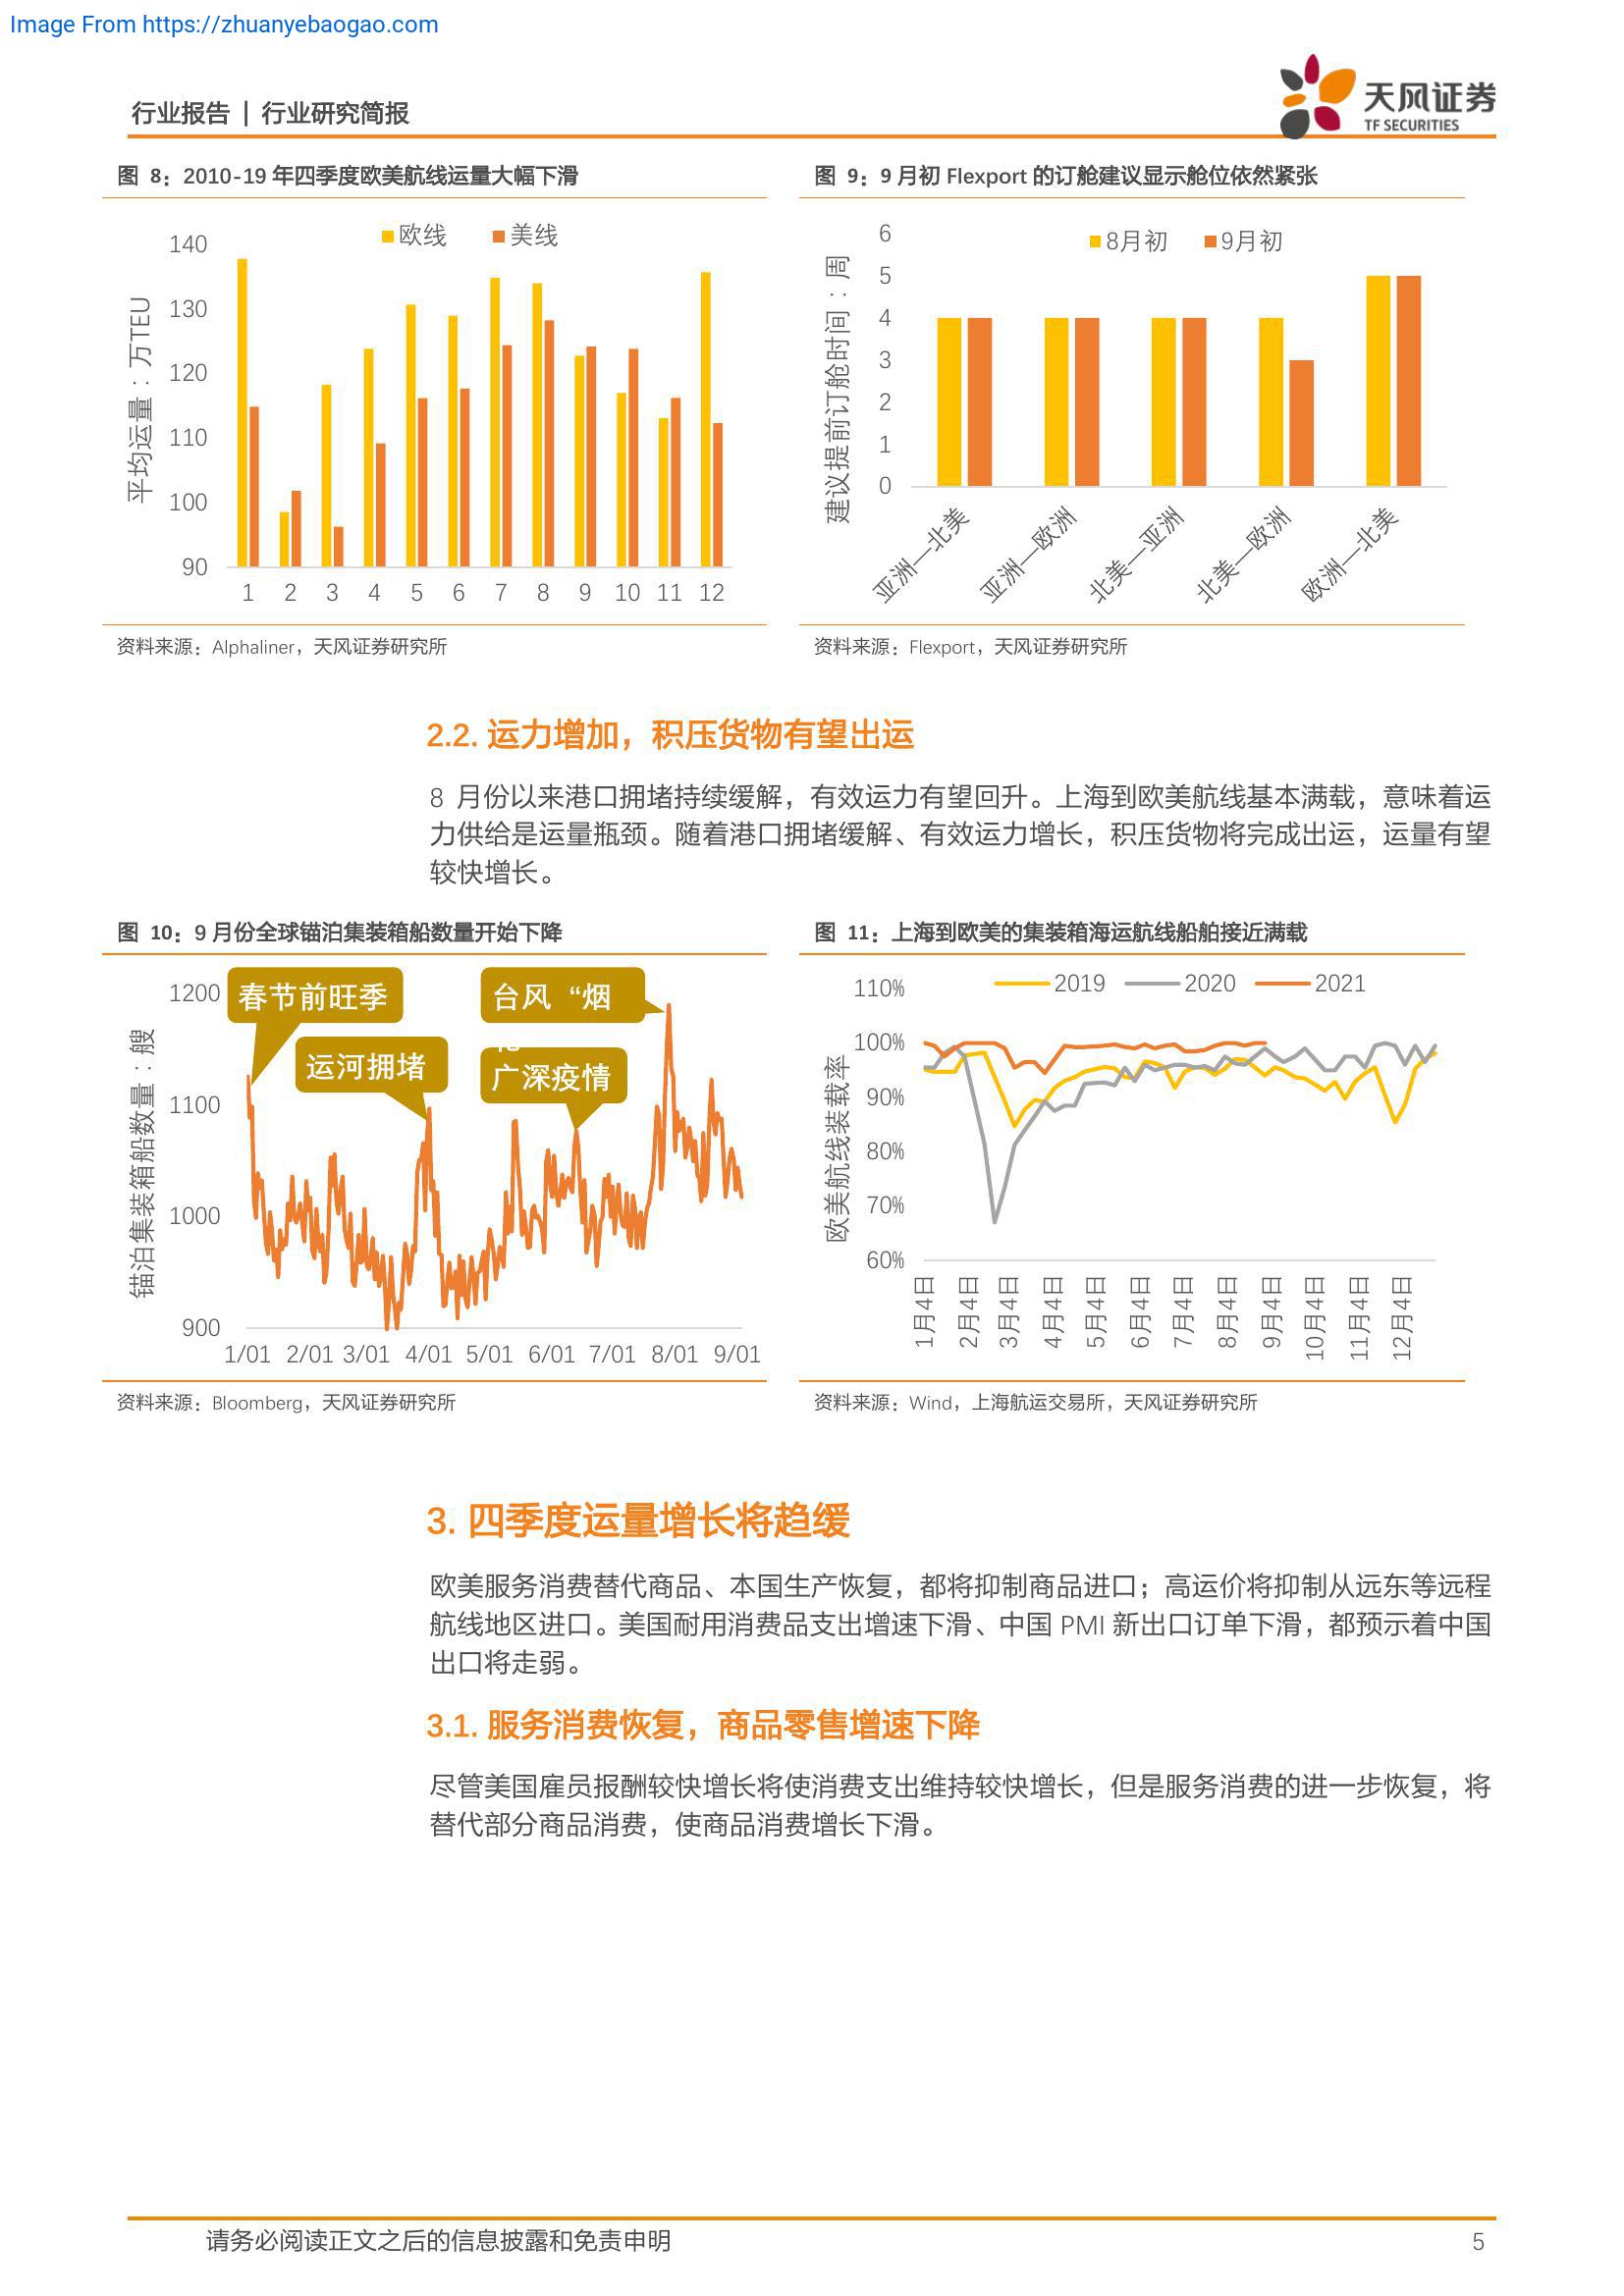 Image From https://zhuanyebaogao.com
行业报告 | 行业研究简报
天风证券
TF SECURITIES
图 8：2010-19 年四季度欧美航线运量大幅下滑
欧线 美线
平均运量：万TEU
140
130
120
110
100
90
1 2 3 4 5 6 7 8 9 10 11 12
资料来源：Alphaliner，天风证券研究所
图 9：9 月初 Flexport 的订舱建议显示舱位依然紧张
8月初 9月初
建议提前订舱时间：周
6
5
4
3
2
1
0
亚洲—北美
亚洲—欧洲
北美—亚洲
北美—欧洲
欧洲—北美
资料来源：Flexport，天风证券研究所
2.2. 运力增加，积压货物有望出运
8 月份以来港口拥堵持续缓解，有效运力有望回升。上海到欧美航线基本满载，意味着运
力供给是运量瓶颈。随着港口拥堵缓解、有效运力增长，积压货物将完成出运，运量有望
较快增长。
图 10：9 月份全球锚泊集装箱船数量开始下降
锚泊集装箱船数量：艘
1200
1100
1000
900
春节前旺季
运河拥堵
台风 “烟
广深疫情
1/01 2/01 3/01 4/01 5/01 6/01 7/01 8/01 9/01
资料来源：Bloomberg，天风证券研究所
图 11：上海到欧美的集装箱海运航线船舶接近满载
2019 2020 2021
欧美航线装载率
110%
100%
90%
80%
70%
60%
1月4日
2月4日
3月4日
4月4日
5月4日
6月4日
7月4日
8月4日
9月4日
10月4日
11月4日
12月4日
资料来源：Wind，上海航运交易所，天风证券研究所
3. 四季度运量增长将趋缓
欧美服务消费替代商品、本国生产恢复，都将抑制商品进口；高运价将抑制从远东等远程
航线地区进口。美国耐用消费品支出增速下滑、中国 PMI 新出口订单下滑，都预示着中国
出口将走弱。
3.1. 服务消费恢复，商品零售增速下降
尽管美国雇员报酬较快增长将使消费支出维持较快增长，但是服务消费的进一步恢复，将
替代部分商品消费，使商品消费增长下滑。
请务必阅读正文之后的信息披露和免责申明
5